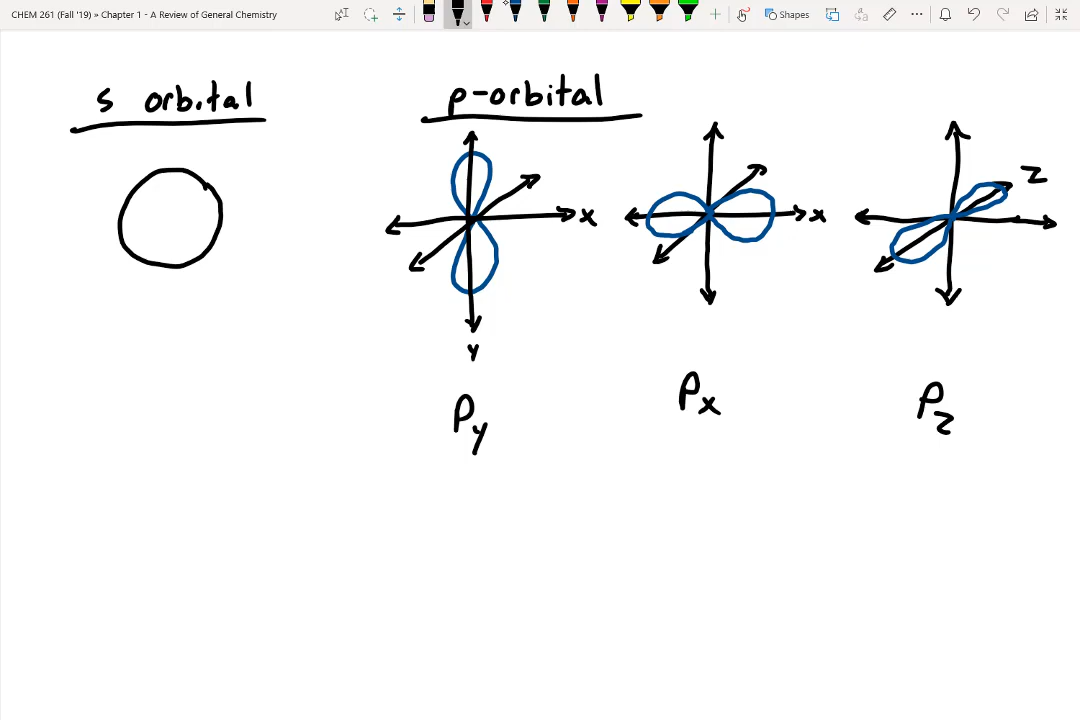 CHEM 261 (Fall '19) » Chapter 1 - A Review of General Chemistry
Shapes
s orbital
p-orbital
x
y
x
z
Py
Px
Pz